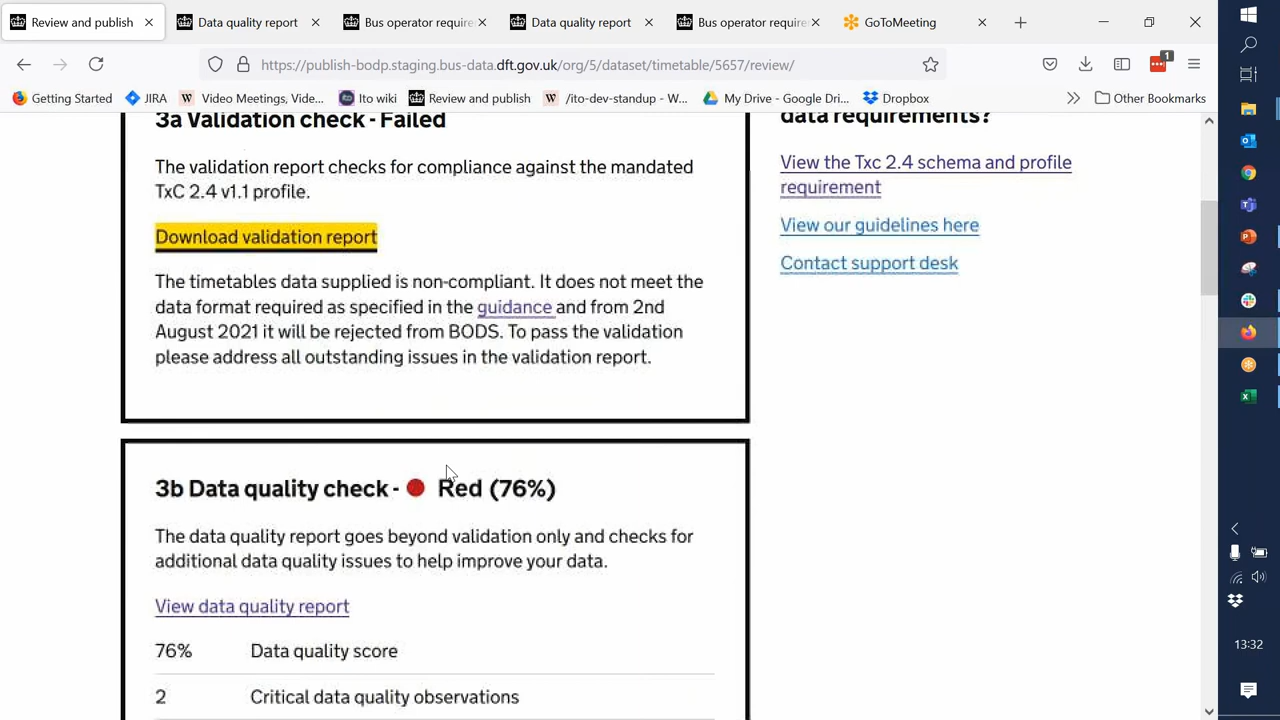 Review and publish
Data quality report
Bus operator require
Data quality report
Bus operator require
GoToMeeting
https://publish-bodp.staging.bus-data.dft.gov.uk/org/5/dataset/timetable/5657/review/
1
Getting Started
JIRA
Video Meetings, Vide...
Ito wiki
Review and publish
/ito-dev-standup - W...
My Drive - Google Dri...
Dropbox
Other Bookmarks
3a Validation check - Failed
The validation report checks for compliance against the mandated
TxC 2.4 v1.1 profile.
Download validation report
The timetables data supplied is non-compliant. It does not meet the
data format required as specified in the guidance and from 2nd
August 2021 it will be rejected from BODS. To pass the validation
please address all outstanding issues in the validation report.
data requirements?
View the Txc 2.4 schema and profile
requirement
View our guidelines here
Contact support desk
3b Data quality check - Red (76%)
The data quality report goes beyond validation only and checks for
additional data quality issues to help improve your data.
View data quality report
76% Data quality score
2 Critical data quality observations
13:32